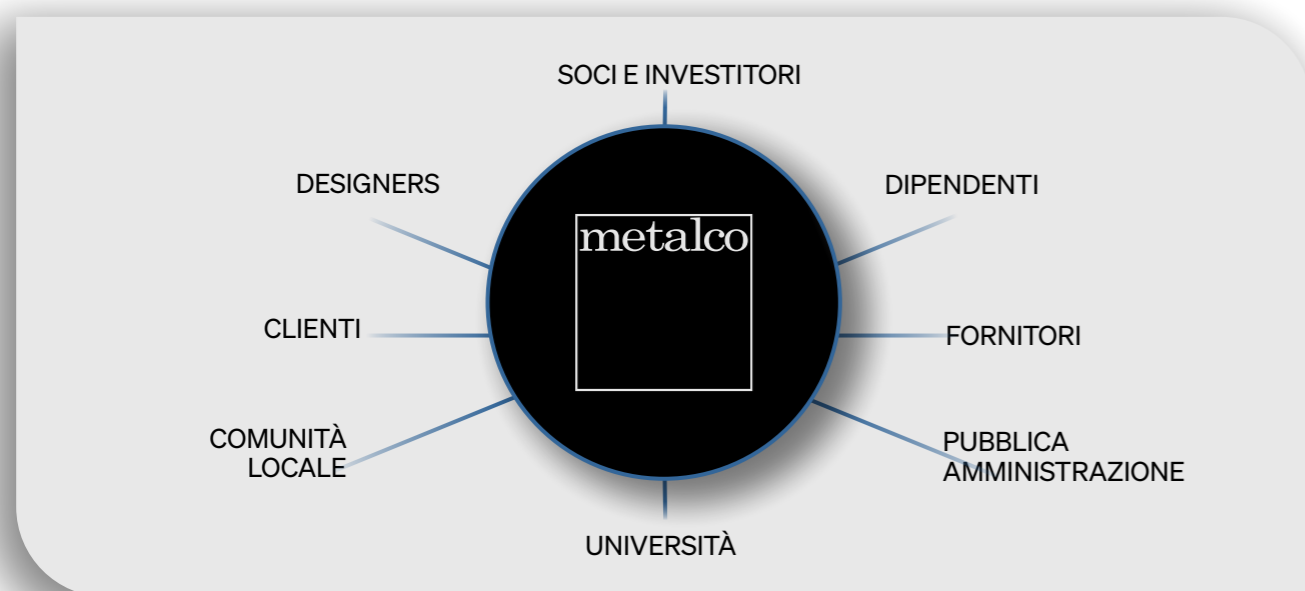 SOCI E INVESTITORI
DESIGNERS
DIPENDENTI
metalco
CLIENTI
FORNITORI
COMUNITÀ
LOCALE
PUBBLICA
AMMINISTRAZIONE
UNIVERSITÀ